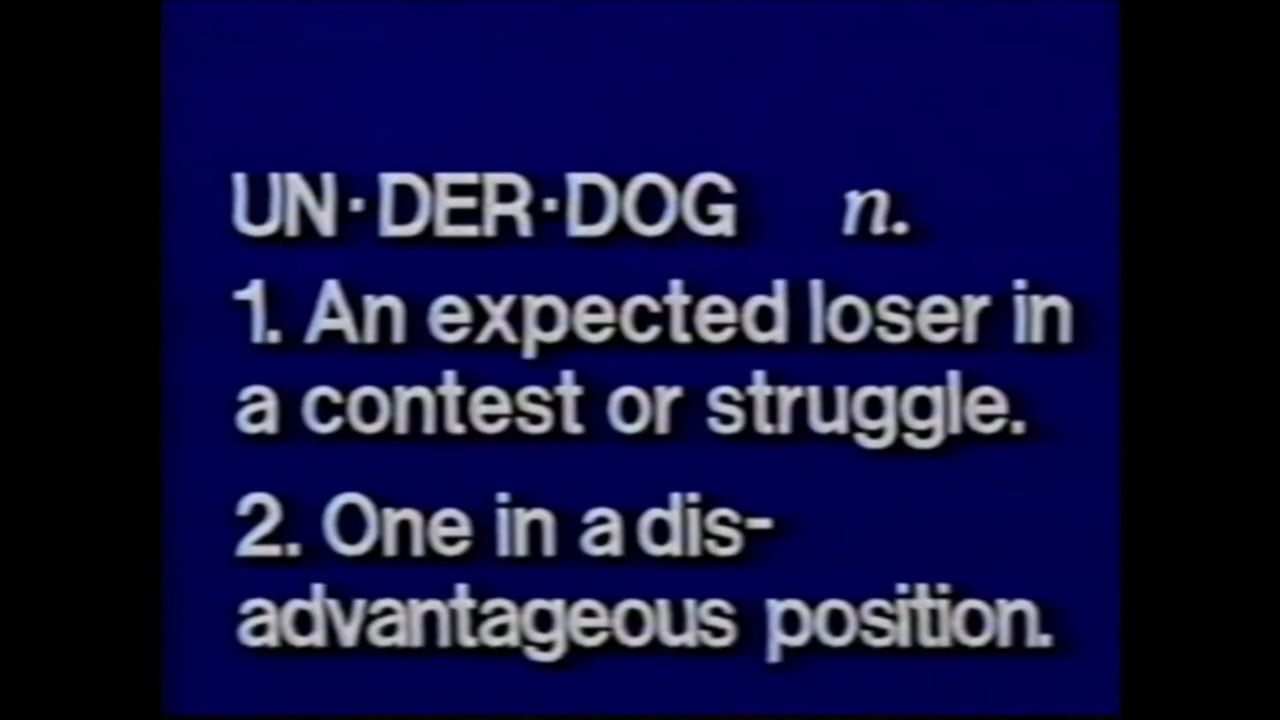 UN·DER·DOG n.
1. An expected loser in
a contest or struggle.
2. One in a dis-
advantageous position.